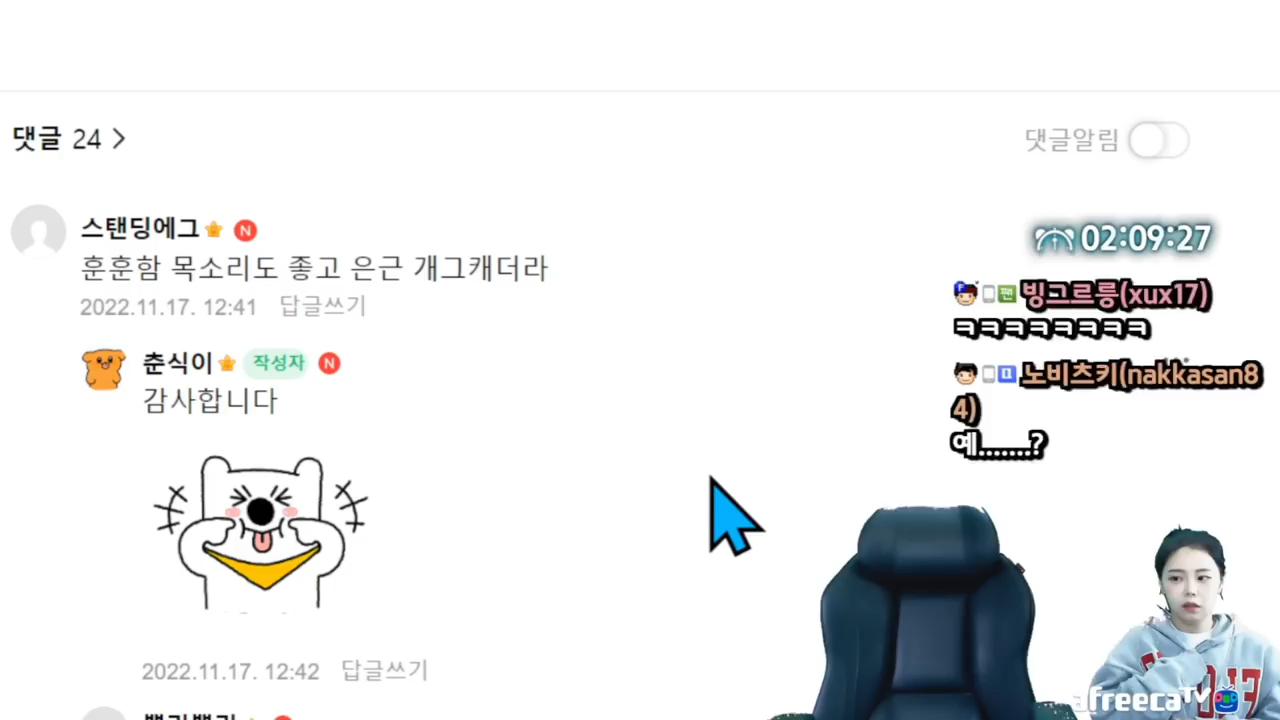 댓글 24
댓글알림
스탠딩에그 N
훈훈함 목소리도 좋고 은근 개그캐더라
2022.11.17. 12:41 답글쓰기
02:09:27
F 팬 빙그르릉(xux17)
ㅋㅋㅋㅋㅋㅋㅋㅋ
노비츠키(nakkasan8
4)
예.......?
춘식이 작성자 N
감사합니다
2022.11.17. 12:42 답글쓰기
afreecaTV